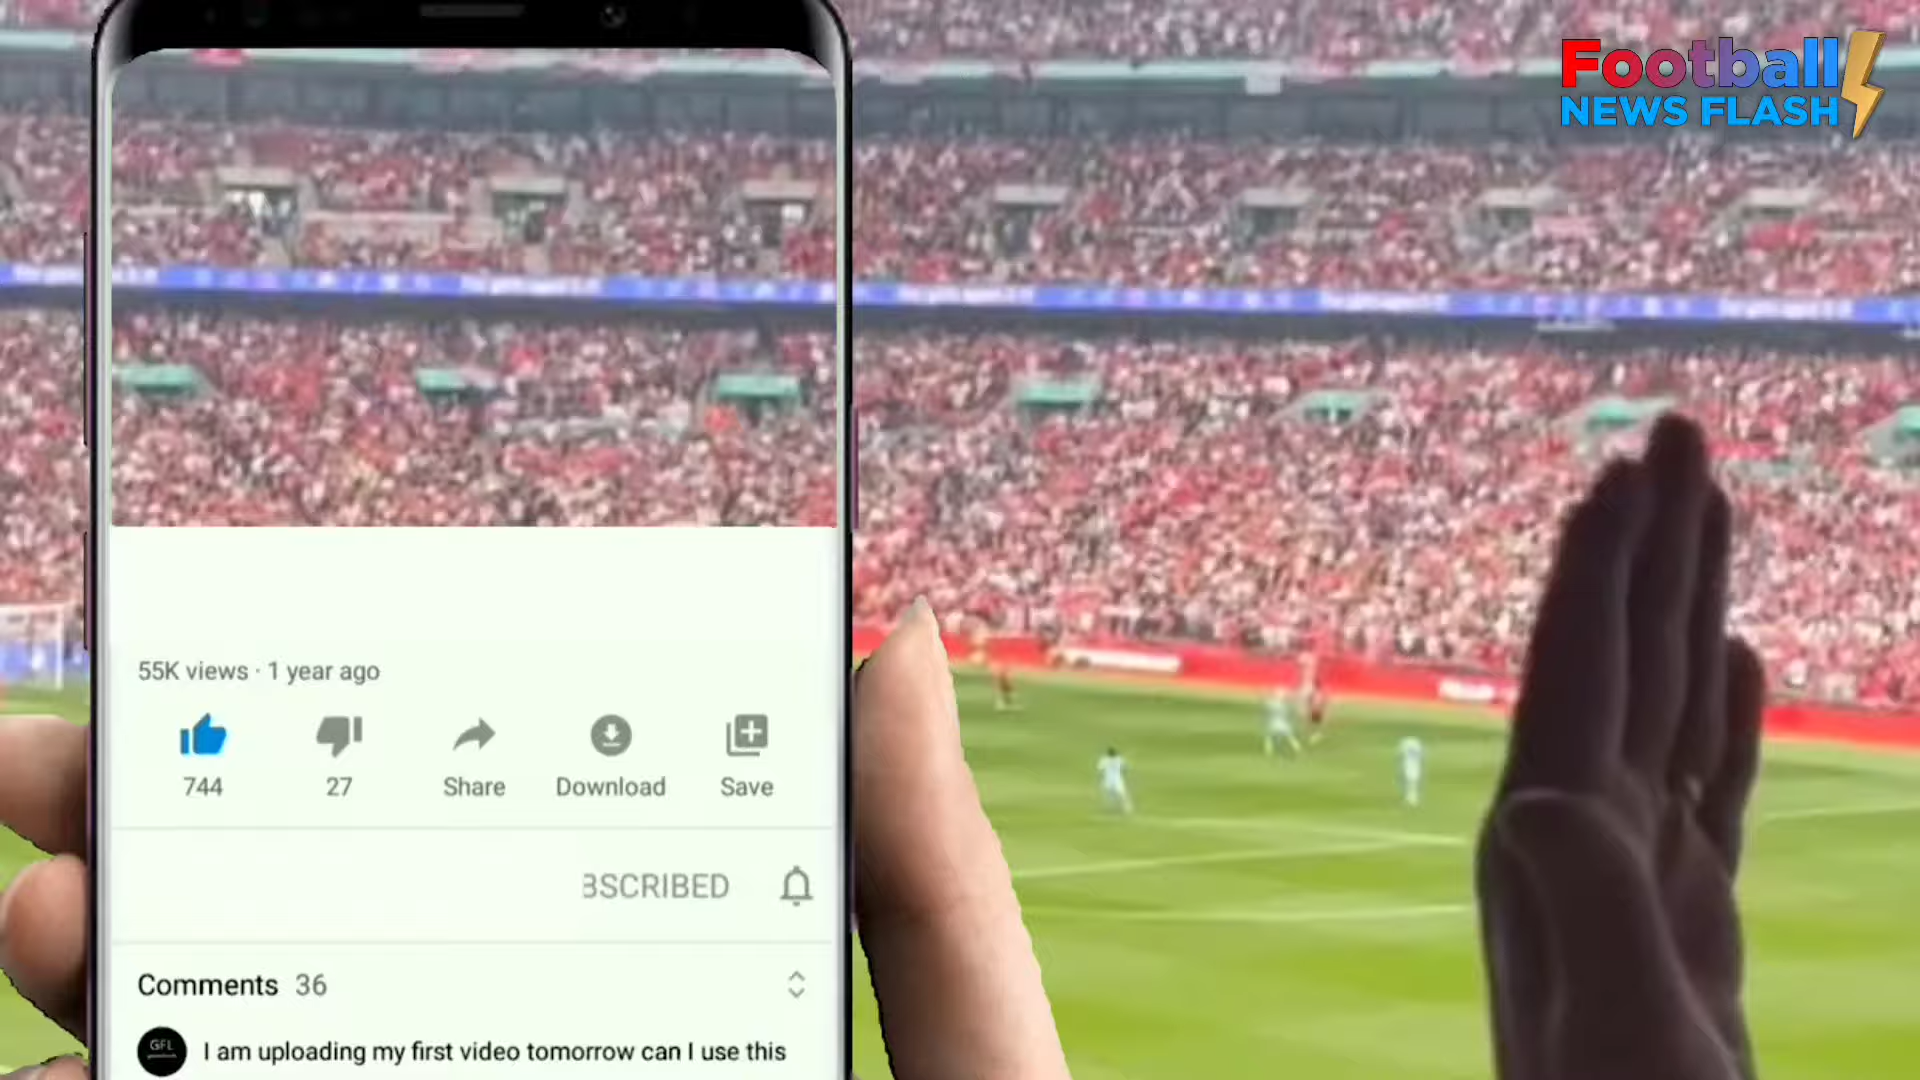 Football
NEWS FLASH
55K views · 1 year ago
744
27
Share
Download
Save
BSCRIBED
Comments 36
GFL
I am uploading my first video tomorrow can I use this